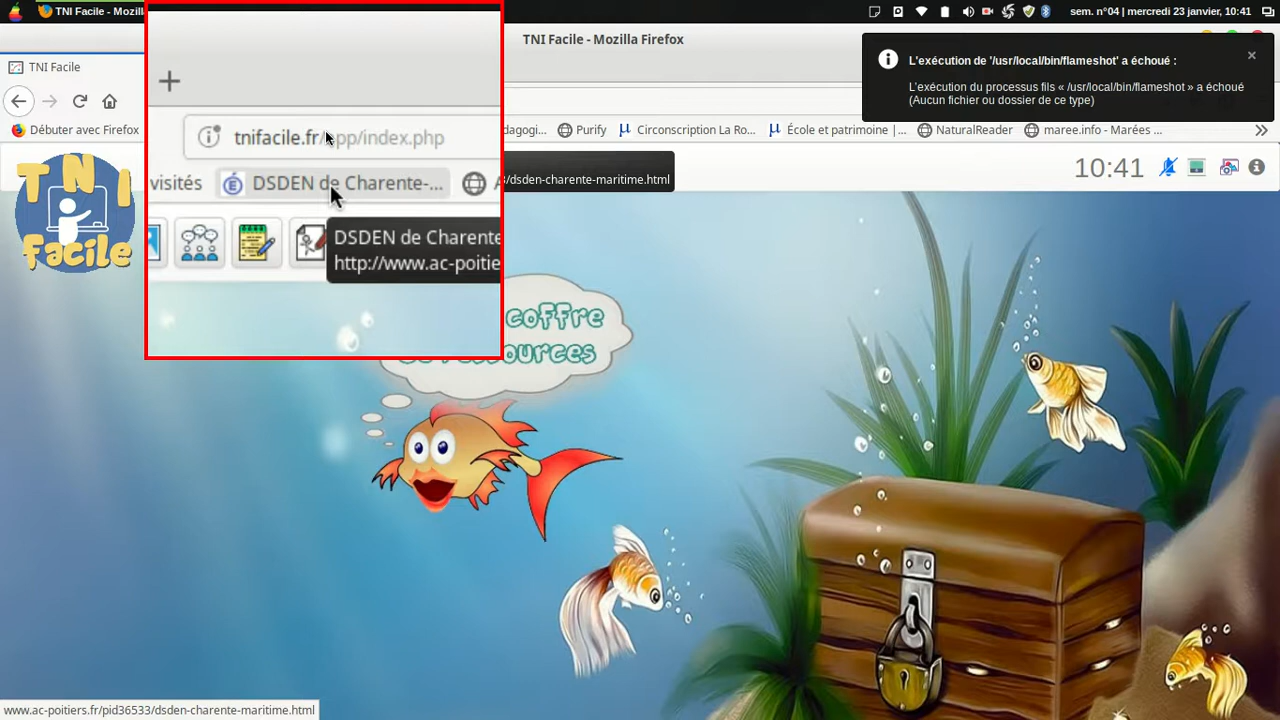 TNI Facile - Mozill
sem. n°04 | mercredi 23 janvier, 10:41
TNI Facile - Mozilla Firefox
TNI Facile
L'exécution de '/usr/local/bin/flameshot' a échoué :
L'exécution du processus fils « /usr/local/bin/flameshot » a échoué
(Aucun fichier ou dossier de ce type)
tnifacile.fr/app/index.php
Débuter avec Firefox
visités
DSDEN de Charente-...
dagogi...
Purify
Circonscription La Ro...
École et patrimoine |...
NaturalReader
maree.info - Marées ...
TNI
Facile
DSDEN de Charente
http://www.ac-poitie
/dsden-charente-maritime.html
10:41
coffre
ources
www.ac-poitiers.fr/pid36533/dsden-charente-maritime.html